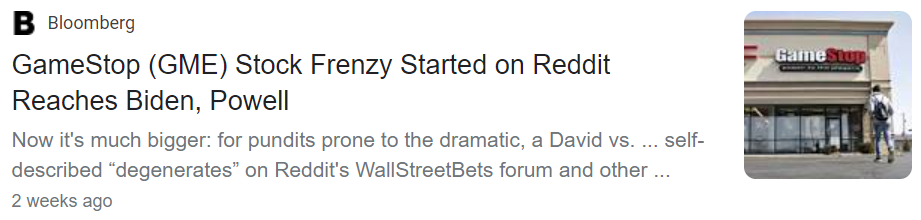 B Bloomberg
GameStop (GME) Stock Frenzy Started on Reddit
Reaches Biden, Powell
Now it's much bigger: for pundits prone to the dramatic, a David vs. ... self-
described “degenerates” on Reddit's WallStreetBets forum and other ...
2 weeks ago
GameStop